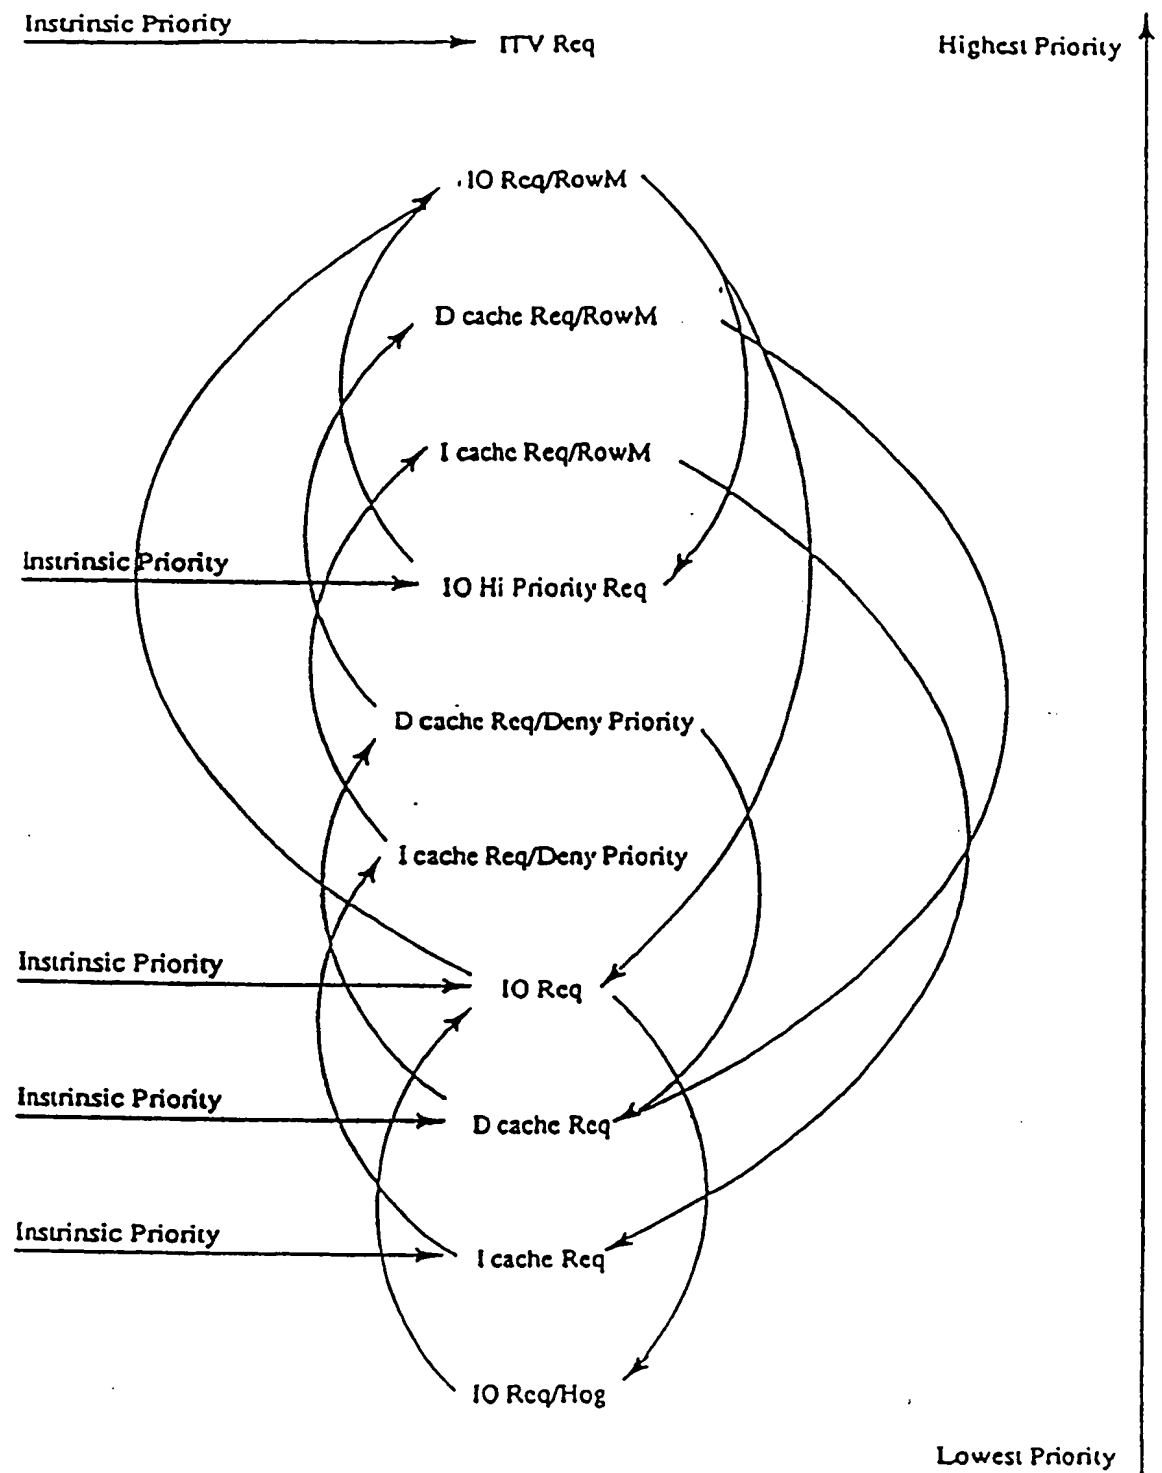 Instrinsic Priority
ITV Req
Highest Priority
IO Req/RowM
D cache Req/RowM
I cache Req/RowM
Instrinsic Priority
IO Hi Priority Req
D cache Req/Deny Priority
I cache Req/Deny Priority
Instrinsic Priority
IO Req
Instrinsic Priority
D cache Req
Instrinsic Priority
I cache Req
IO Req/Hog
Lowest Priority